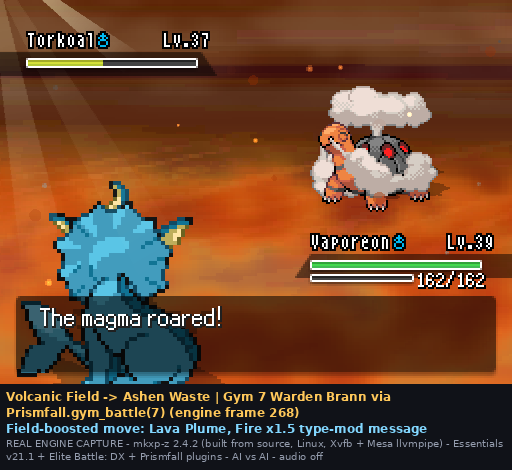 Torkoal Lv.37
Vaporeon Lv.39
162/162
The magma roared!
Volcanic Field -> Ashen Waste | Gym 7 Warden Brann via
Prismfall.gym_battle(7) (engine frame 268)
Field-boosted move: Lava Plume, Fire x1.5 type-mod message
REAL ENGINE CAPTURE - mkxp-z 2.4.2 (built from source, Linux, Xvfb + Mesa llvmpipe) - Essentials
v21.1 + Elite Battle: DX + Prismfall plugins - AI vs AI - audio off